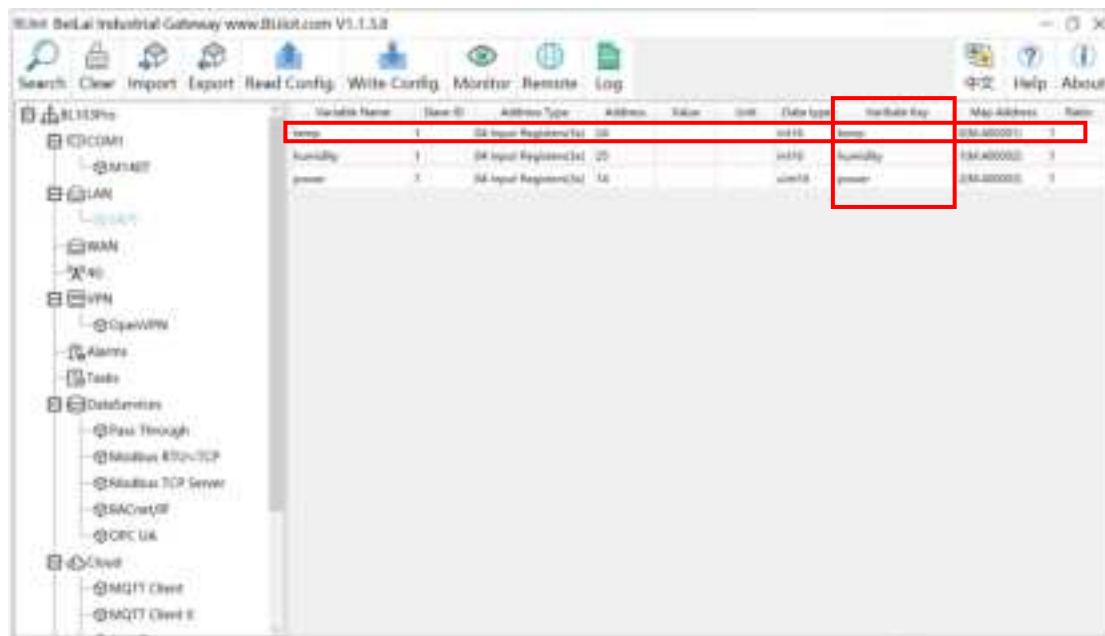 BeiLai Industrial Gateway www.BLiiot.com V1.1.5.8
Search Clear Import Export Read Config Write Config Monitor Remote Log 中文 Help About
Variable Name Slave ID Address Type Address Value Unit Data type Variable Key Map Address Ratio
temp 1 04 Input Registers(3x) int16 temp 1
humidity 1 04 Input Registers(3x) 25 int16 humidity 1
power 1 04 Input Registers(3x) 14 uint16 power 1
BL103Pro
COM1
M140T
LAN
WAN
4G
VPN
OpenVPN
Alarms
Tasks
DataServices
Pass Through
Modbus RTU<>TCP
Modbus TCP Server
BACnet/IP
OPC UA
Cloud
MQTT Client
MQTT Client II